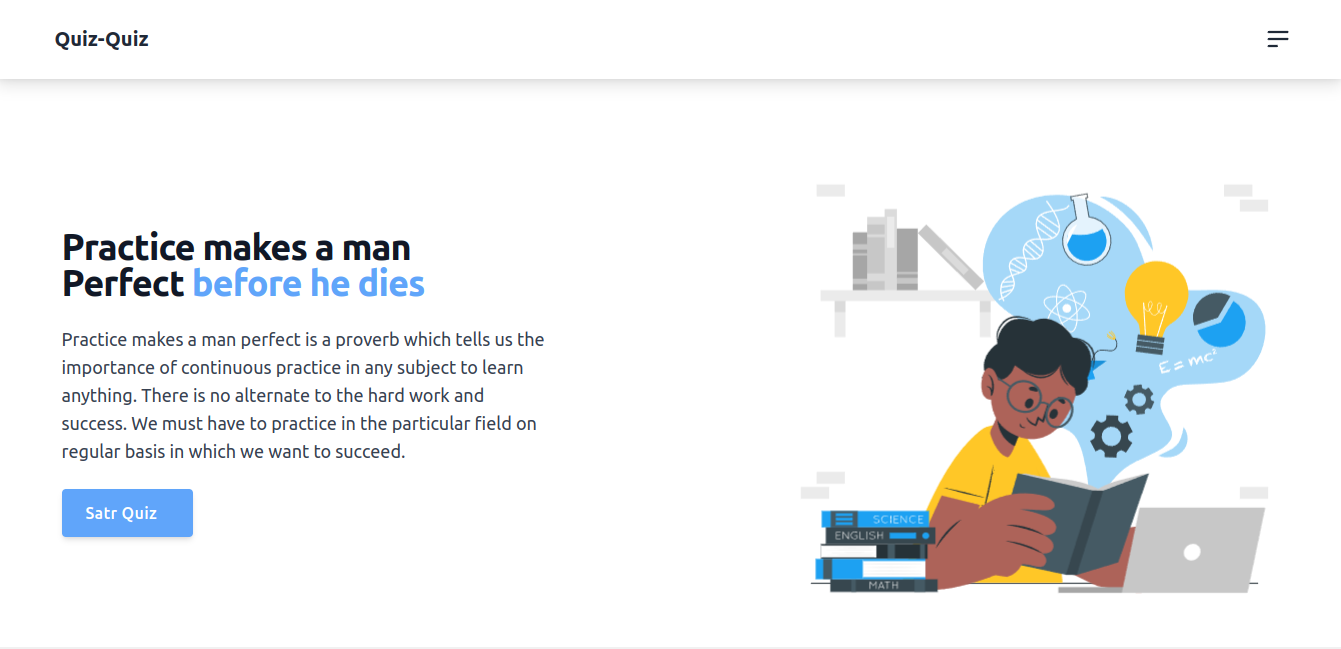 Quiz-Quiz
Practice makes a man
Perfect before he dies
Practice makes a man perfect is a proverb which tells us the
importance of continuous practice in any subject to learn
anything. There is no alternate to the hard work and
success. We must have to practice in the particular field on
regular basis in which we want to succeed.
Satr Quiz
E = mc²
SCIENCE
ENGLISH
MATH